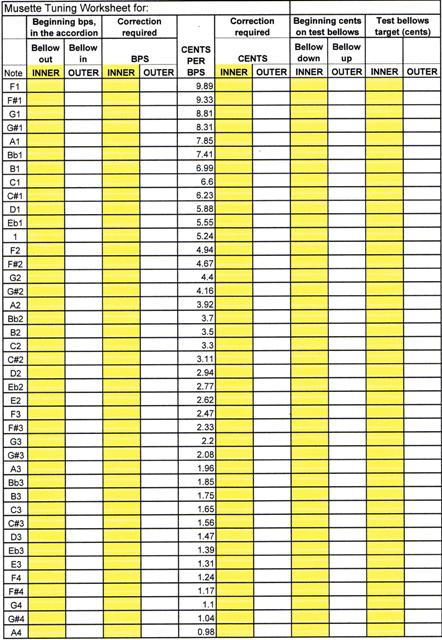 Musette Tuning Worksheet for:
Beginning bps, in the accordion Correction required CENTS PER BPS Correction required Beginning cents on test bellows Test bellows target (cents)
Bellow out Bellow in BPS CENTS Bellow down Bellow up
Note INNER OUTER INNER OUTER INNER OUTER INNER OUTER INNER OUTER
F1 9.89
F#1 9.33
G1 8.81
G#1 8.31
A1 7.85
Bb1 7.41
B1 6.99
C1 6.6
C#1 6.23
D1 5.88
Eb1 5.55
1 5.24
F2 4.94
F#2 4.67
G2 4.4
G#2 4.16
A2 3.92
Bb2 3.7
B2 3.5
C2 3.3
C#2 3.11
D2 2.94
Eb2 2.77
E2 2.62
F3 2.47
F#3 2.33
G3 2.2
G#3 2.08
A3 1.96
Bb3 1.85
B3 1.75
C3 1.65
C#3 1.56
D3 1.47
Eb3 1.39
E3 1.31
F4 1.24
F#4 1.17
G4 1.1
G#4 1.04
A4 0.98